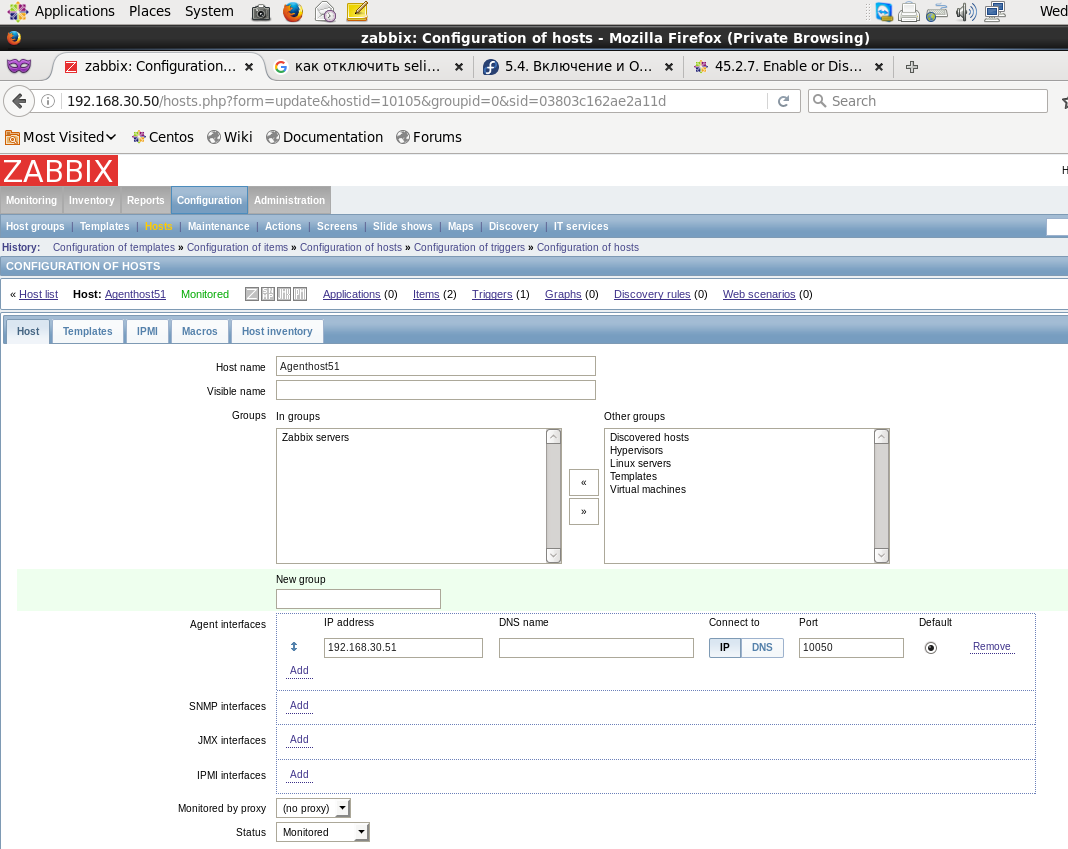 Applications Places System Wed
zabbix: Configuration of hosts - Mozilla Firefox (Private Browsing)
zabbix: Configuration... × как отключить seli... × 5.4. Включение и О... × 45.2.7. Enable or Dis... ×
192.168.30.50/hosts.php?form=update&hostid=10105&groupid=0&sid=03803c162ae2a11d Search
Most Visited Centos Wiki Documentation Forums
ZABBIX
H
Monitoring Inventory Reports Configuration Administration
Host groups | Templates | Hosts | Maintenance | Actions | Screens | Slide shows | Maps | Discovery | IT services
History: Configuration of templates » Configuration of items » Configuration of hosts » Configuration of triggers » Configuration of hosts
CONFIGURATION OF HOSTS
« Host list Host: Agenthost51 Monitored Applications (0) Items (2) Triggers (1) Graphs (0) Discovery rules (0) Web scenarios (0)
Host Templates IPMI Macros Host inventory
Host name Agenthost51
Visible name
Groups In groups Other groups
Zabbix servers Discovered hosts
Hypervisors
Linux servers
Templates
Virtual machines
«
»
New group
Agent interfaces IP address DNS name Connect to Port Default
192.168.30.51 IP DNS 10050 Remove
Add
SNMP interfaces Add
JMX interfaces Add
IPMI interfaces Add
Monitored by proxy (no proxy)
Status Monitored